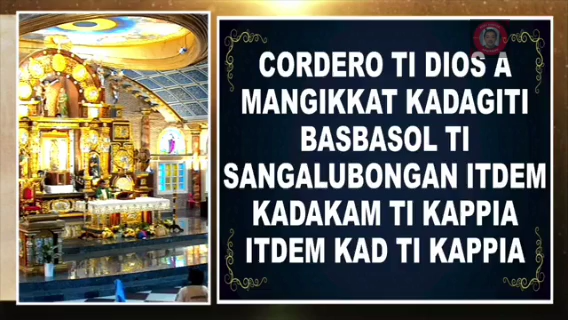 CORDERO TI DIOS A
MANGIKKAT KADAGITI
BASBASOL TI
SANGALUBONGAN ITDEM
KADAKAM TI KAPPIA
ITDEM KAD TI KAPPIA